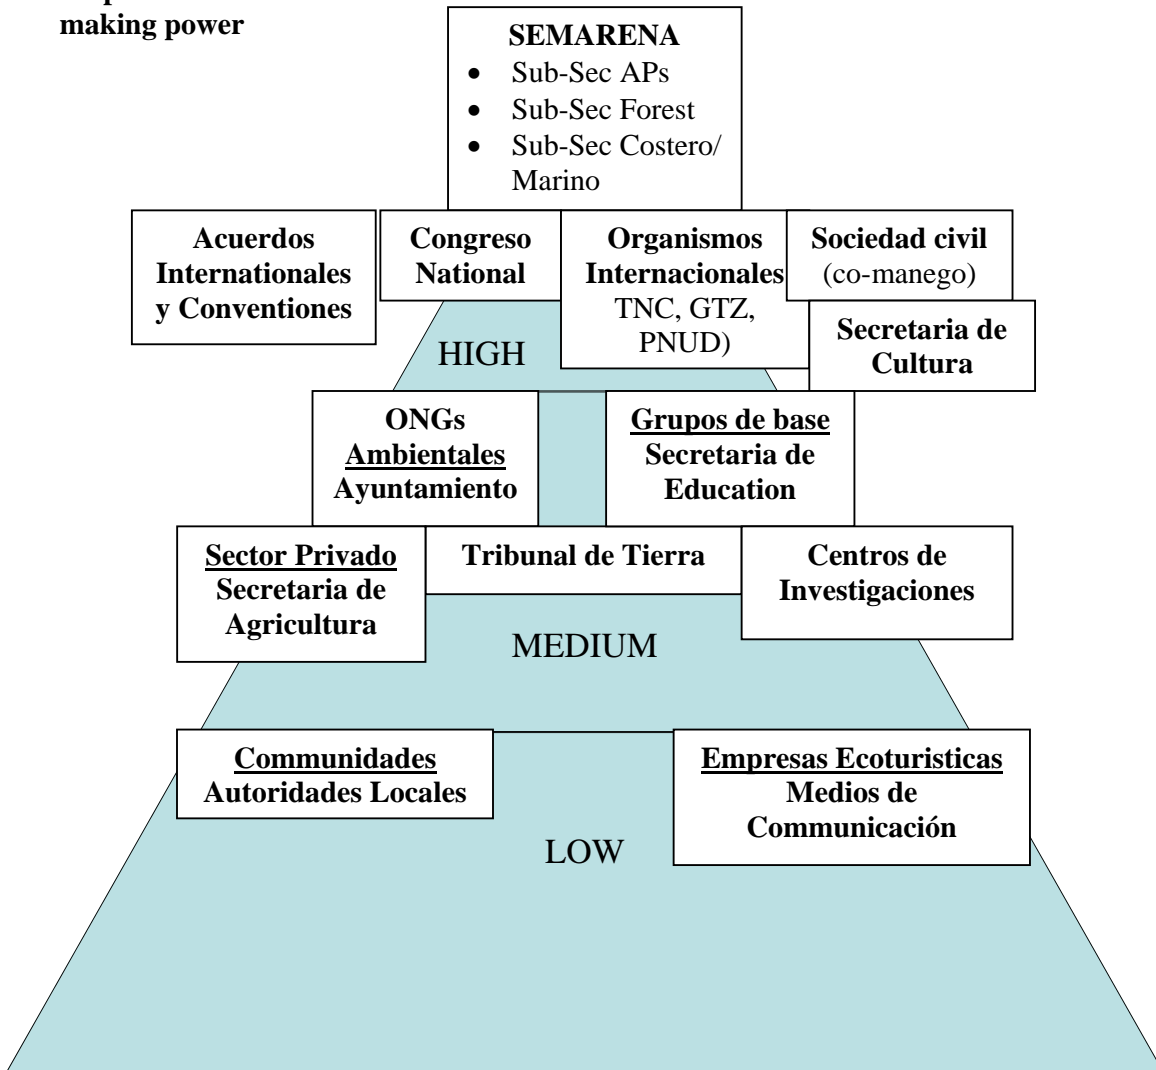 making power
SEMARENA
• Sub-Sec APs
• Sub-Sec Forest
• Sub-Sec Costero/
Marino
Acuerdos
Internationales
y Conventiones
Congreso
National
Organismos
Internacionales
TNC, GTZ,
PNUD)
Sociedad civil
(co-manego)
Secretaria de
Cultura
HIGH
ONGs
Ambientales
Ayuntamiento
Grupos de base
Secretaria de
Education
Sector Privado
Secretaria de
Agricultura
Tribunal de Tierra
Centros de
Investigaciones
MEDIUM
Communidades
Autoridades Locales
Empresas Ecoturisticas
Medios de
Communicación
LOW